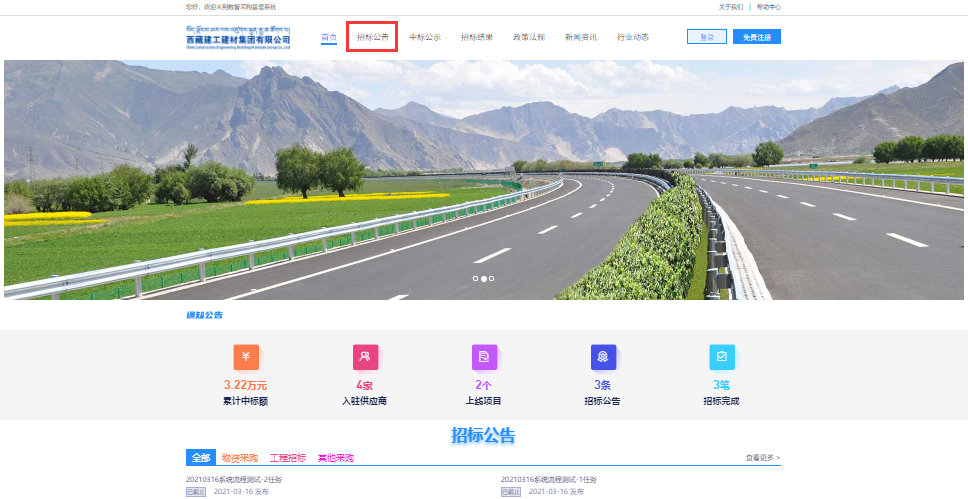 您好，欢迎来到数智采购管理系统
关于我们 | 帮助中心
西藏建工建材集团有限公司
首页 招标公告 中标公示 招标结果 政策法规 新闻资讯 行业动态 登录 免费注册
通知公告
¥
3.22万元 4家 2个 3条 3笔
累计中标额 入驻供应商 上线项目 招标公告 招标完成
招标公告
全部 物资采购 工程招标 其他采购 查看更多 >
20210316系统流程测试-2任务 20210316系统流程测试-1任务
已截止 2021-03-16 发布 已截止 2021-03-16 发布